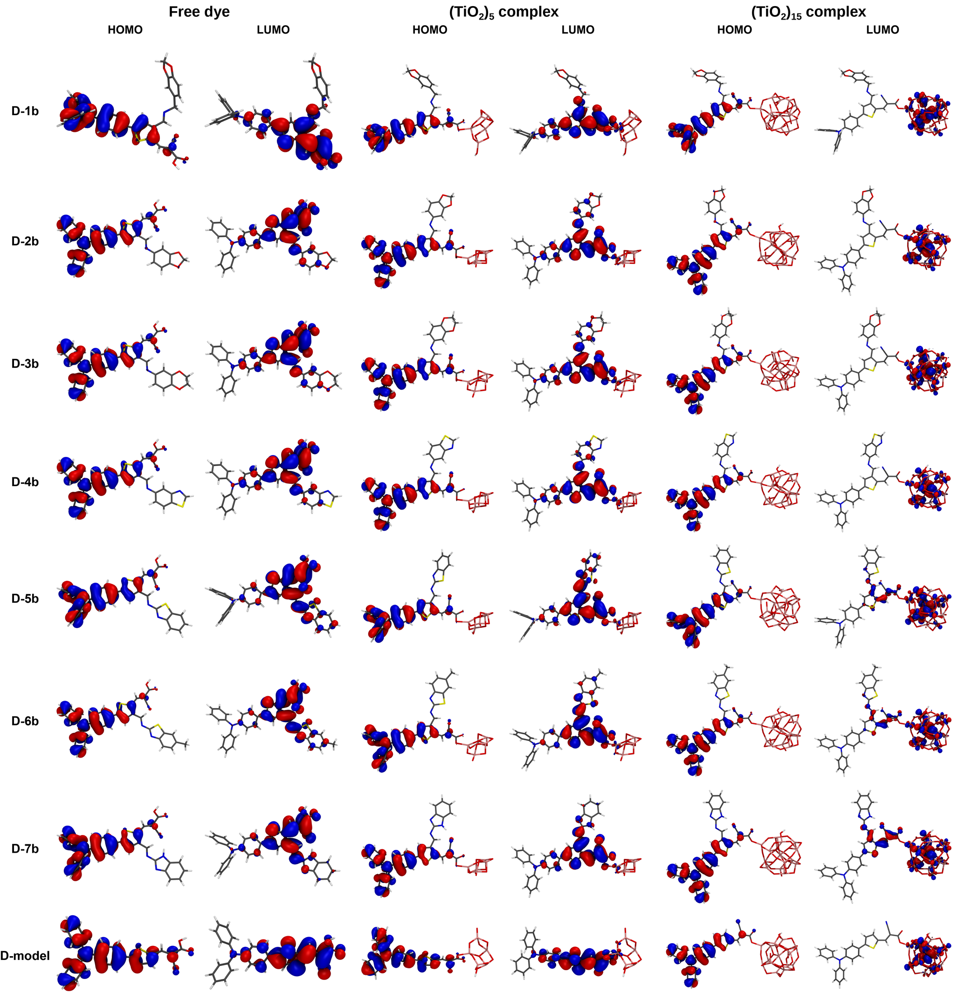 Free dye (TiO₂)₅ complex (TiO₂)₁₅ complex
HOMO LUMO HOMO LUMO HOMO LUMO
D-1b
D-2b
D-3b
D-4b
D-5b
D-6b
D-7b
D-model